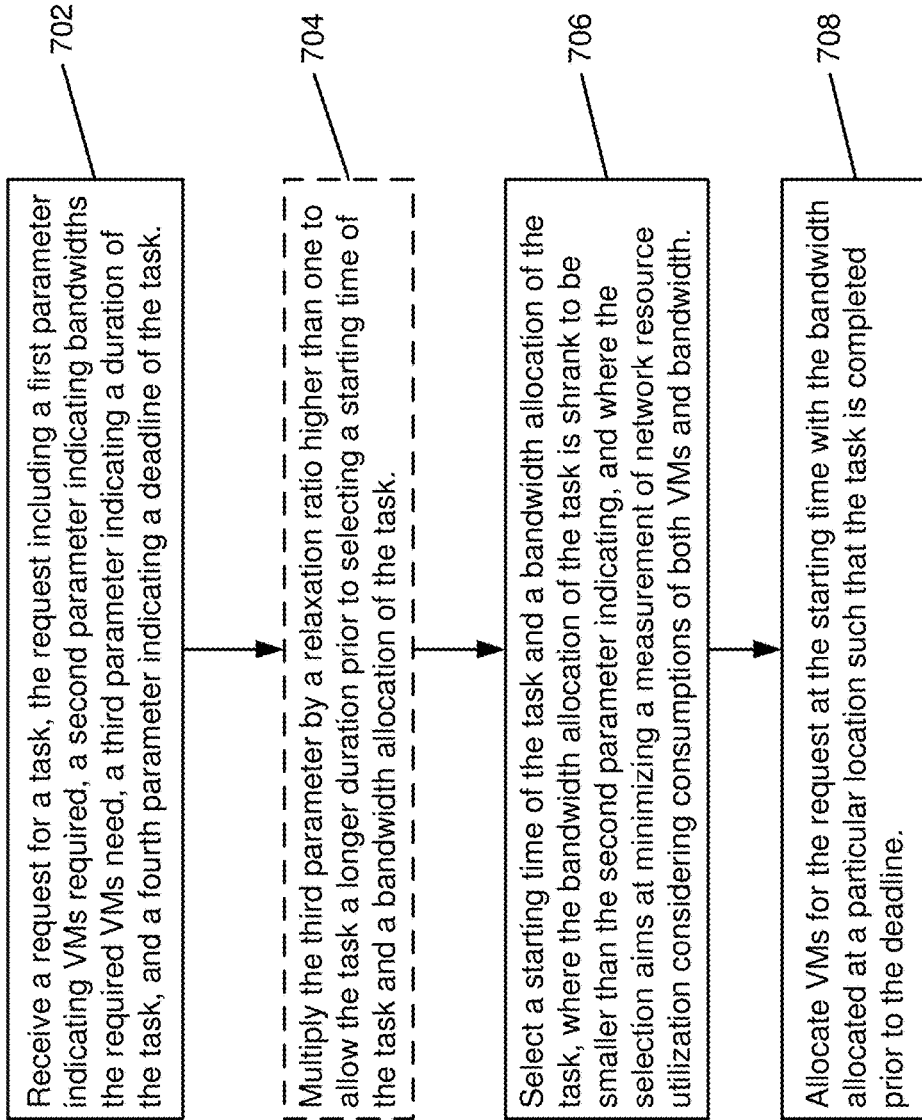 Receive a request for a task, the request including a first parameter
indicating VMs required, a second parameter indicating bandwidths
the required VMs need, a third parameter indicating a duration of
the task, and a fourth parameter indicating a deadline of the task.
702
Multiply the third parameter by a relaxation ratio higher than one to
allow the task a longer duration prior to selecting a starting time of
the task and a bandwidth allocation of the task.
704
Select a starting time of the task and a bandwidth allocation of the
task, where the bandwidth allocation of the task is shrank to be
smaller than the second parameter indicating, and where the
selection aims at minimizing a measurement of network resource
utilization considering consumptions of both VMs and bandwidth.
706
Allocate VMs for the request at the starting time with the bandwidth
allocated at a particular location such that the task is completed
prior to the deadline.
708